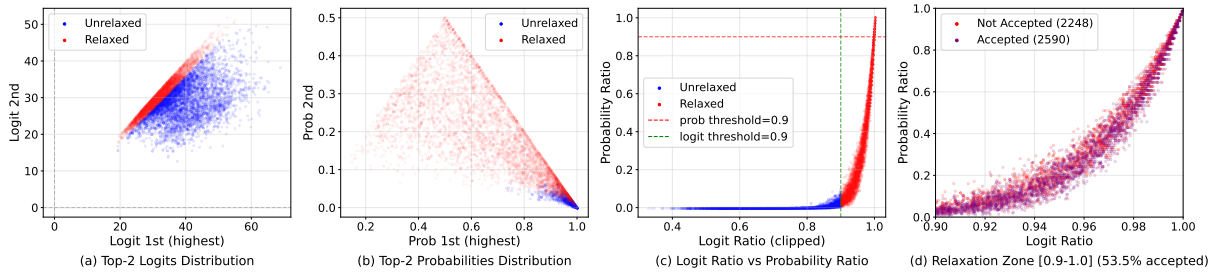 50
40
30
20
10
0
0
20
40
60
Logit 2nd
Logit 1st (highest)
Unrelaxed
Relaxed
(a) Top-2 Logits Distribution
0.5
0.4
0.3
0.2
0.1
0.0
0.2
0.4
0.6
0.8
1.0
Prob 2nd
Prob 1st (highest)
Unrelaxed
Relaxed
(b) Top-2 Probabilities Distribution
1.0
0.8
0.6
0.4
0.2
0.0
0.4
0.6
0.8
1.0
Probability Ratio
Logit Ratio (clipped)
Unrelaxed
Relaxed
prob threshold=0.9
logit threshold=0.9
(c) Logit Ratio vs Probability Ratio
1.0
0.8
0.6
0.4
0.2
0.0
0.90
0.92
0.94
0.96
0.98
1.00
Probability Ratio
Logit Ratio
Not Accepted (2248)
Accepted (2590)
(d) Relaxation Zone [0.9-1.0] (53.5% accepted)